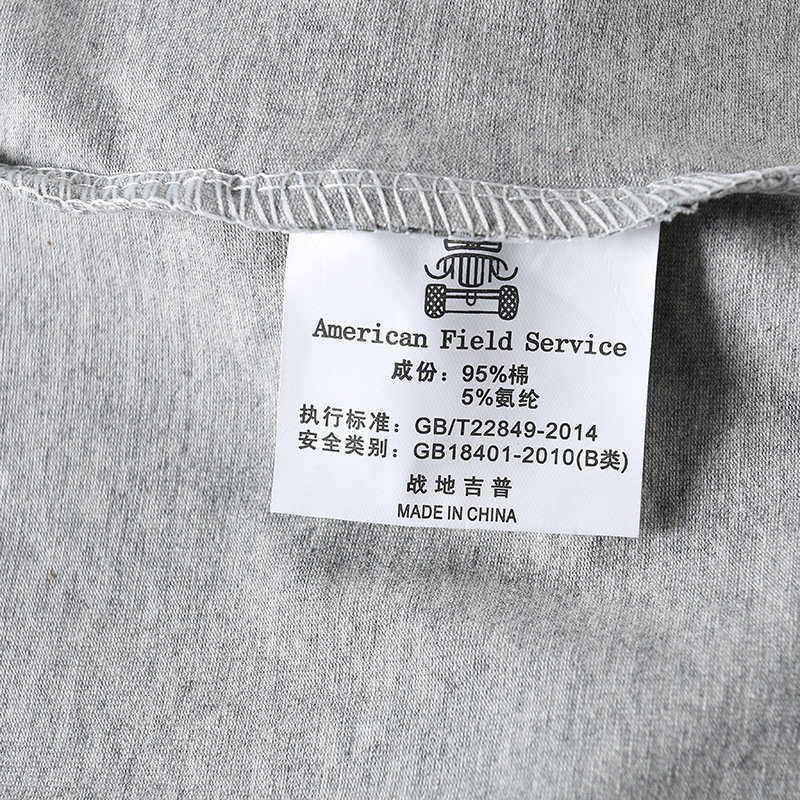 American Field Service
成份：95%棉
5%氨纶
执行标准：GB/T22849-2014
安全类别：GB18401-2010(B类)
战地吉普
MADE IN CHINA